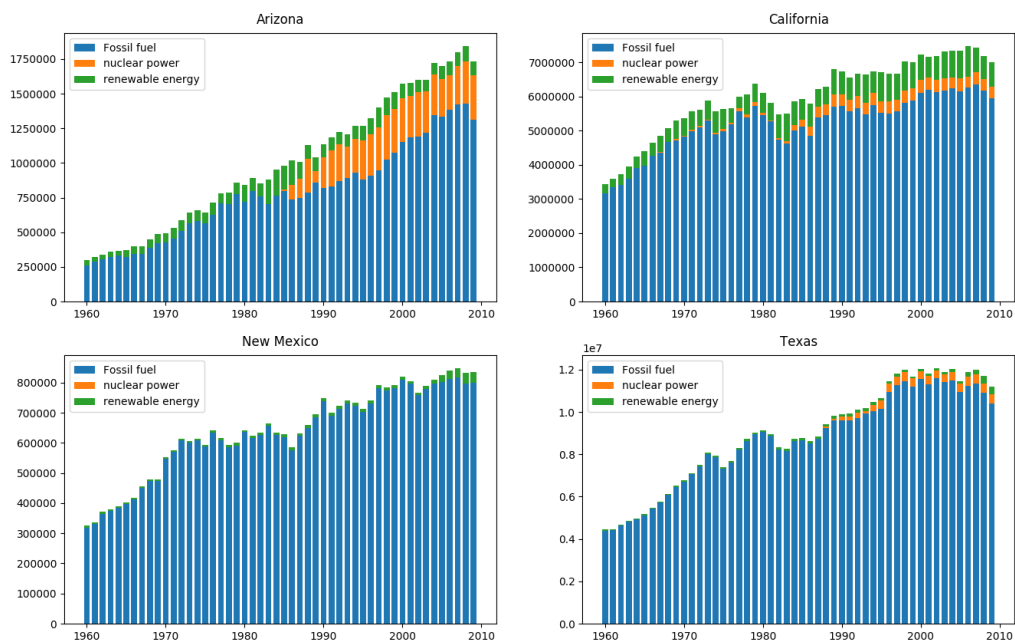 Arizona
Fossil fuel
nuclear power
renewable energy
1750000
1500000
1250000
1000000
750000
500000
250000
0
1960 1970 1980 1990 2000 2010
California
Fossil fuel
nuclear power
renewable energy
7000000
6000000
5000000
4000000
3000000
2000000
1000000
0
1960 1970 1980 1990 2000 2010
New Mexico
Fossil fuel
nuclear power
renewable energy
800000
700000
600000
500000
400000
300000
200000
100000
0
1960 1970 1980 1990 2000 2010
Texas
1e7
Fossil fuel
nuclear power
renewable energy
1.2
1.0
0.8
0.6
0.4
0.2
0.0
1960 1970 1980 1990 2000 2010